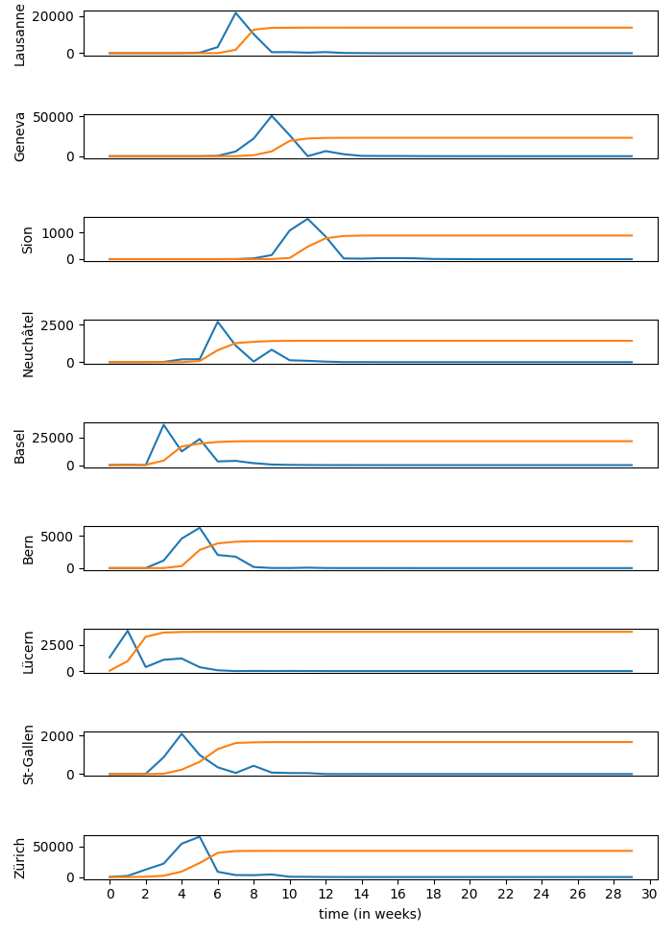 Lausanne
20000
0
Geneva
50000
0
Sion
1000
0
Neuchâtel
2500
0
Basel
25000
0
Bern
5000
0
Lücern
2500
0
St-Gallen
2000
0
Zürich
50000
0
0 2 4 6 8 10 12 14 16 18 20 22 24 26 28 30
time (in weeks)